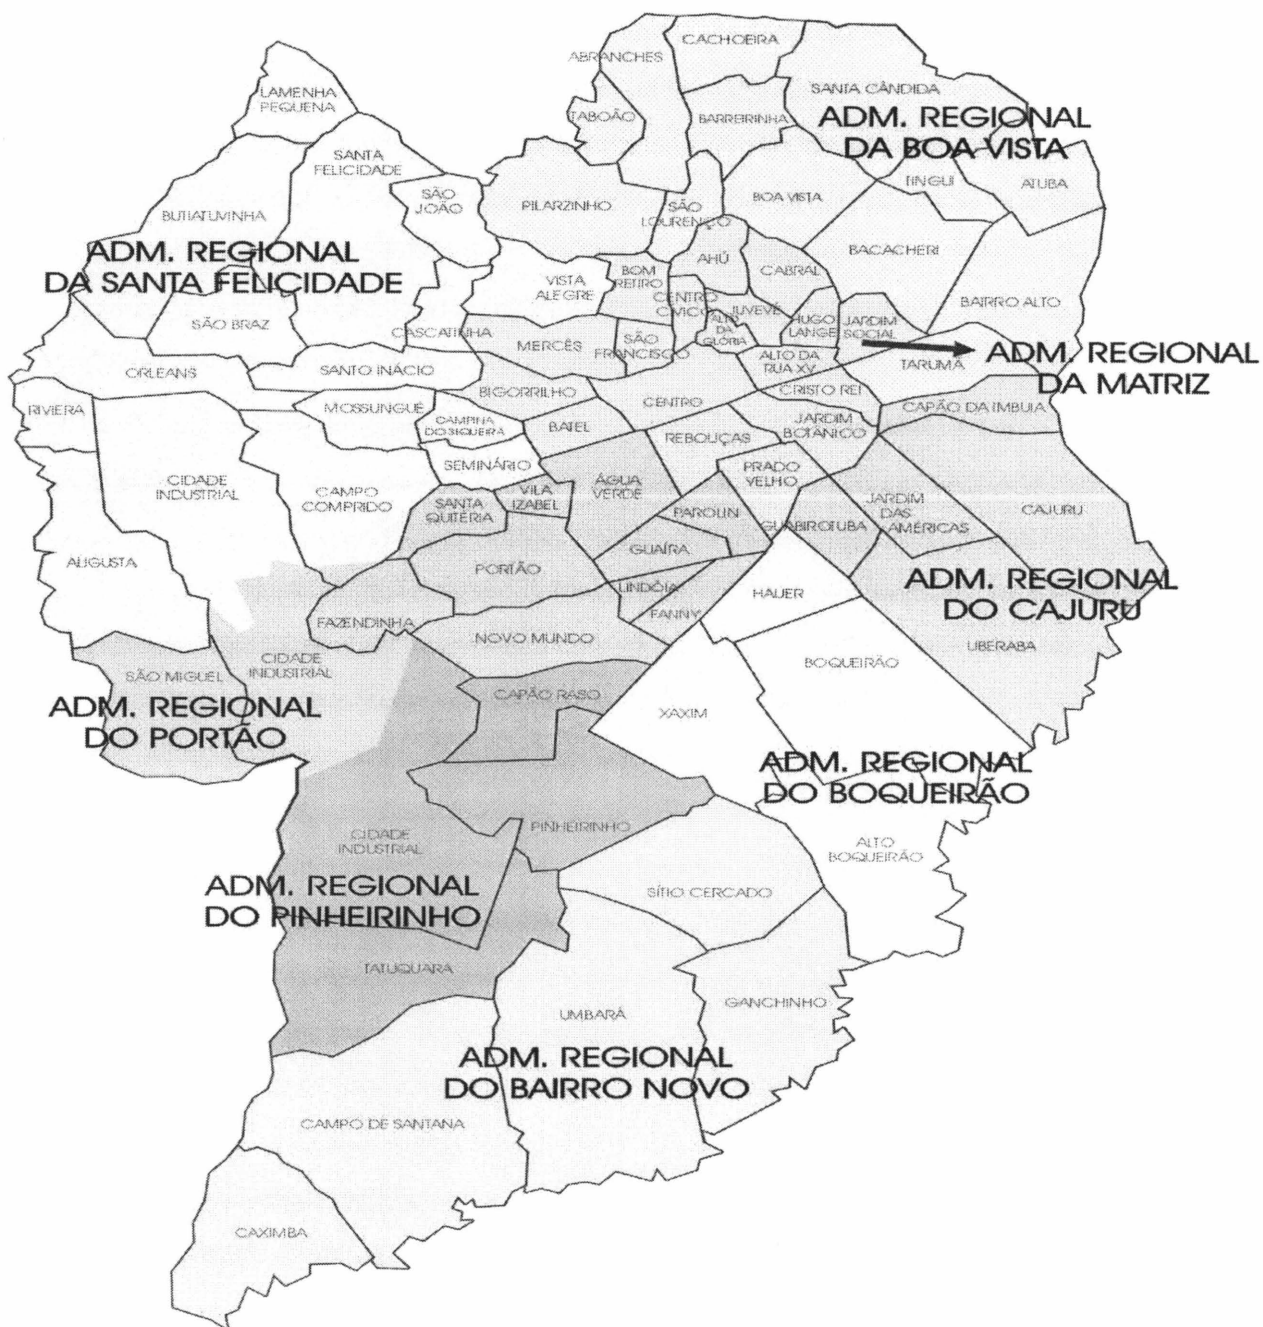 CACHOEIRA
ABRANCHES
SANTA CÂNDIDA
LAMENHA
PEQUENA
TABOÃO
BARREIRINHA
ADM. REGIONAL
DA BOA VISTA
SANTA
FELICIDADE
TINGUI
ATUBA
SÃO
JOÃO
PILARZINHO
SÃO
LOURENÇO
BOA VISTA
BUTIATUVINHA
BACACHERI
ADM. REGIONAL
DA SANTA FELICIDADE
AHÚ
CABRAL
VISTA
ALEGRE
BOM
RETIRO
CENTRO
CÍVICO
BAIRRO ALTO
SÃO BRAZ
CASCATINHA
JUVEVÊ
ALTO
DA
GLÓRIA
HUGO
LANGE
JARDIM
SOCIAL
MERCÊS
SÃO
FRANCISCO
ALTO DA
RUA XV
TARUMÃ
ADM. REGIONAL
DA MATRIZ
ORLEANS
SANTO INÁCIO
BIGORRILHO
CENTRO
CRISTO REI
RIVIERA
MOSSUNGUÊ
CAMPINA
DO SIQUEIRA
BATEL
REBOUÇAS
JARDIM
BOTÂNICO
CAPÃO DA IMBUIA
CIDADE
INDUSTRIAL
CAMPO
COMPRIDO
SEMINÁRIO
ÁGUA
VERDE
PRADO
VELHO
SANTA
QUITÉRIA
VILA
IZABEL
PAROLIN
GUABIROTUBA
JARDIM
DAS
AMÉRICAS
CAJURU
AUGUSTA
PORTÃO
GUAÍRA
LINDÓIA
FANNY
HAUER
ADM. REGIONAL
DO CAJURU
FAZENDINHA
NOVO MUNDO
UBERABA
CIDADE
INDUSTRIAL
SÃO MIGUEL
BOQUEIRÃO
CAPÃO RASO
XAXIM
ADM. REGIONAL
DO PORTÃO
ADM. REGIONAL
DO BOQUEIRÃO
CIDADE
INDUSTRIAL
PINHEIRINHO
ALTO
BOQUEIRÃO
ADM. REGIONAL
DO PINHEIRINHO
SÍTIO CERCADO
TATUQUARA
UMBARÁ
GANCHINHO
ADM. REGIONAL
DO BAIRRO NOVO
CAMPO DE SANTANA
CAXIMBA